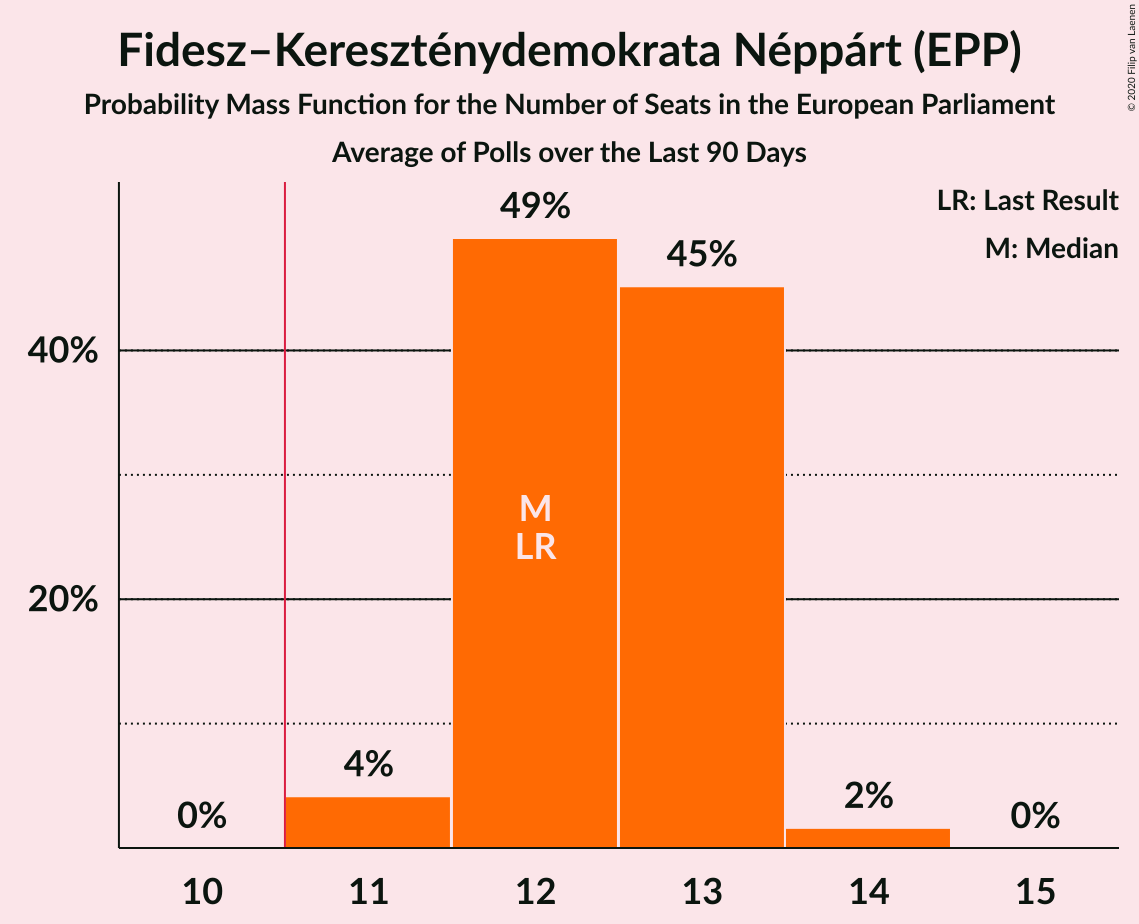 Fidesz–Kereszténydemokrata Néppárt (EPP)
Probability Mass Function for the Number of Seats in the European Parliament
Average of Polls over the Last 90 Days
© 2020 Filip van Laenen
LR: Last Result
M: Median
49%
45%
40%
M
LR
20%
4%
2%
0%
0%
10 11 12 13 14 15